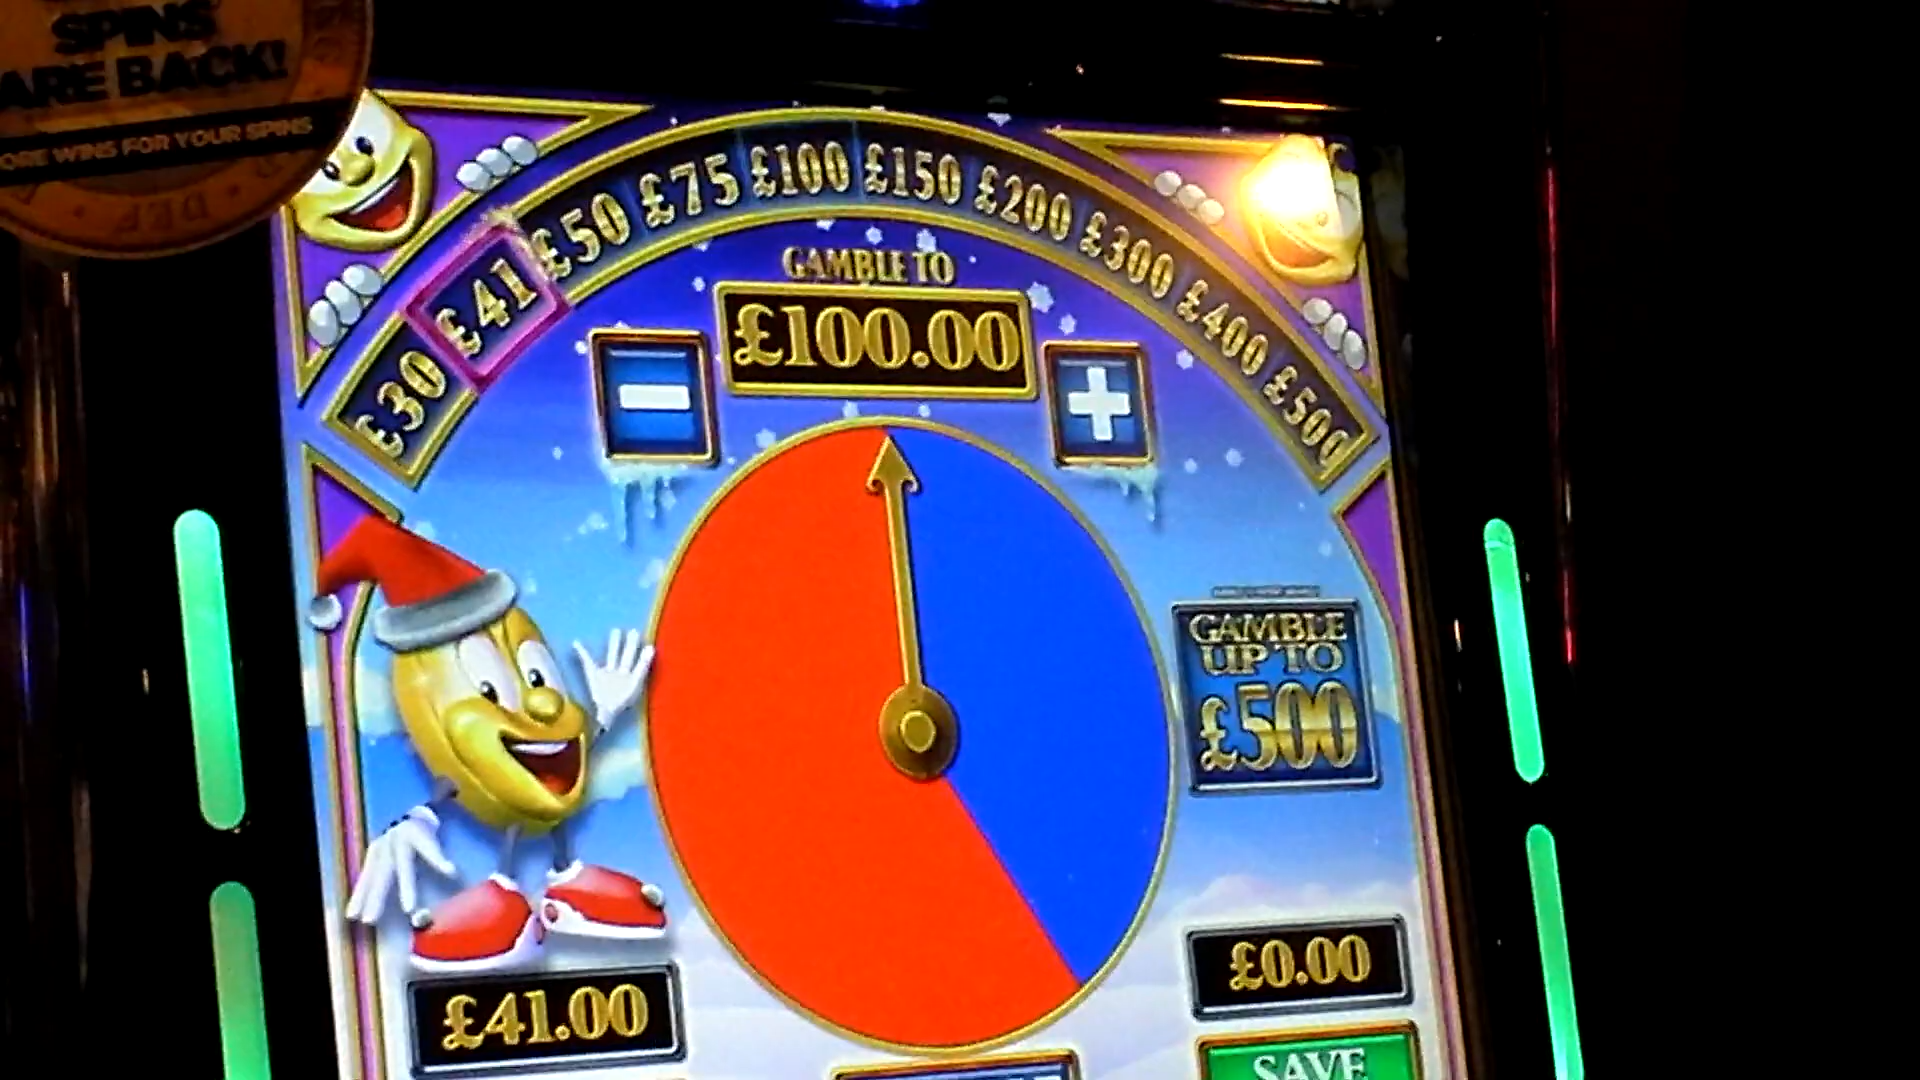 SPINS
ARE BACK!
ORE WINS FOR YOUR SPINS
£30 £41 £50 £75 £100 £150 £200 £300 £400 £500
GAMBLE TO
£100.00
GAMBLE
UP TO
£500
£41.00
£0.00
SAVE